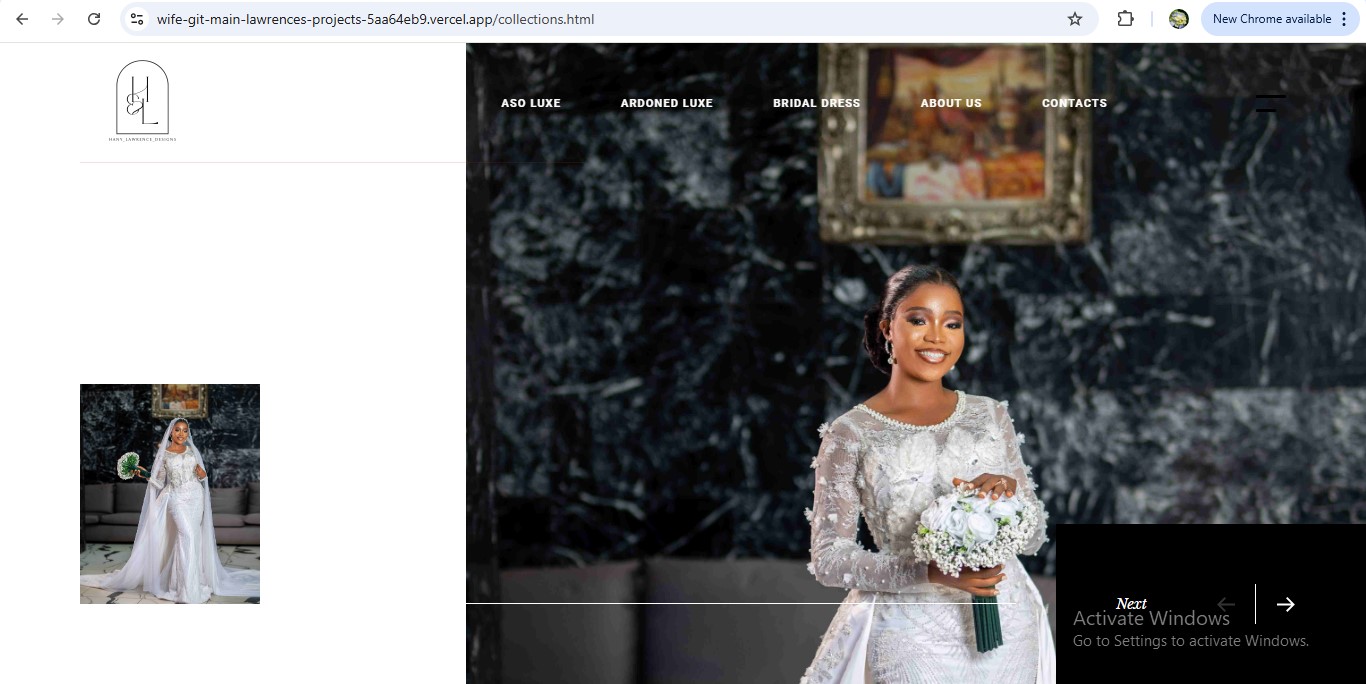 wife-git-main-lawrences-projects-5aa64eb9.vercel.app/collections.html
New Chrome available
H
&
L
HANY_LAWRENCE_DESIGNS
ASO LUXE
ARDONED LUXE
BRIDAL DRESS
ABOUT US
CONTACTS
Next
Activate Windows
Go to Settings to activate Windows.